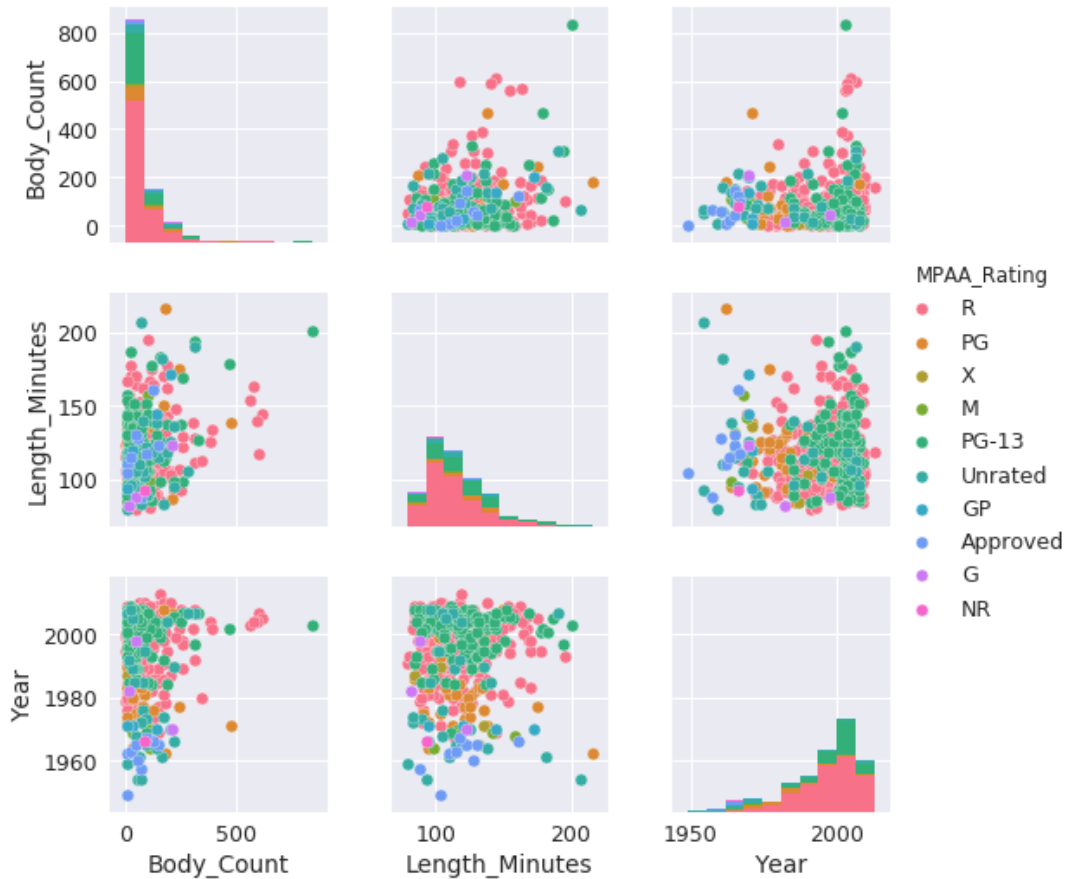 800
600
400
200
0
Body_Count
200
150
100
Length_Minutes
2000
1980
1960
Year
0 500
Body_Count
100 200
Length_Minutes
1950 2000
Year
MPAA_Rating
R
PG
X
M
PG-13
Unrated
GP
Approved
G
NR